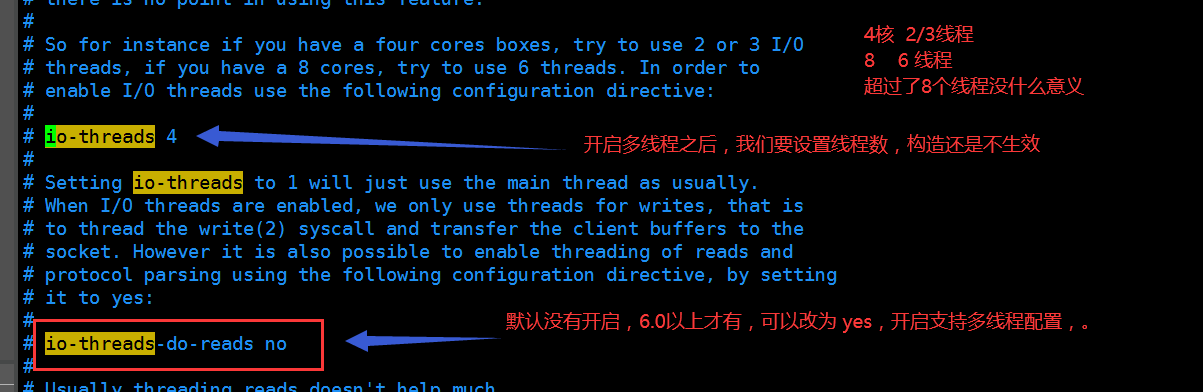 # there is no point in using this feature.
#
# So for instance if you have a four cores boxes, try to use 2 or 3 I/O
# threads, if you have a 8 cores, try to use 6 threads. In order to
# enable I/O threads use the following configuration directive:
#
# io-threads 4
#
# Setting io-threads to 1 will just use the main thread as usually.
# When I/O threads are enabled, we only use threads for writes, that is
# to thread the write(2) syscall and transfer the client buffers to the
# socket. However it is also possible to enable threading of reads and
# protocol parsing using the following configuration directive, by setting
# it to yes:
#
# io-threads-do-reads no
#
# Usually threading reads doesn't help much.
4核 2/3线程
8 6 线程
超过了8个线程没什么意义
开启多线程之后，我们要设置线程数，构造还是不生效
默认没有开启，6.0以上才有，可以改为 yes，开启支持多线程配置，。